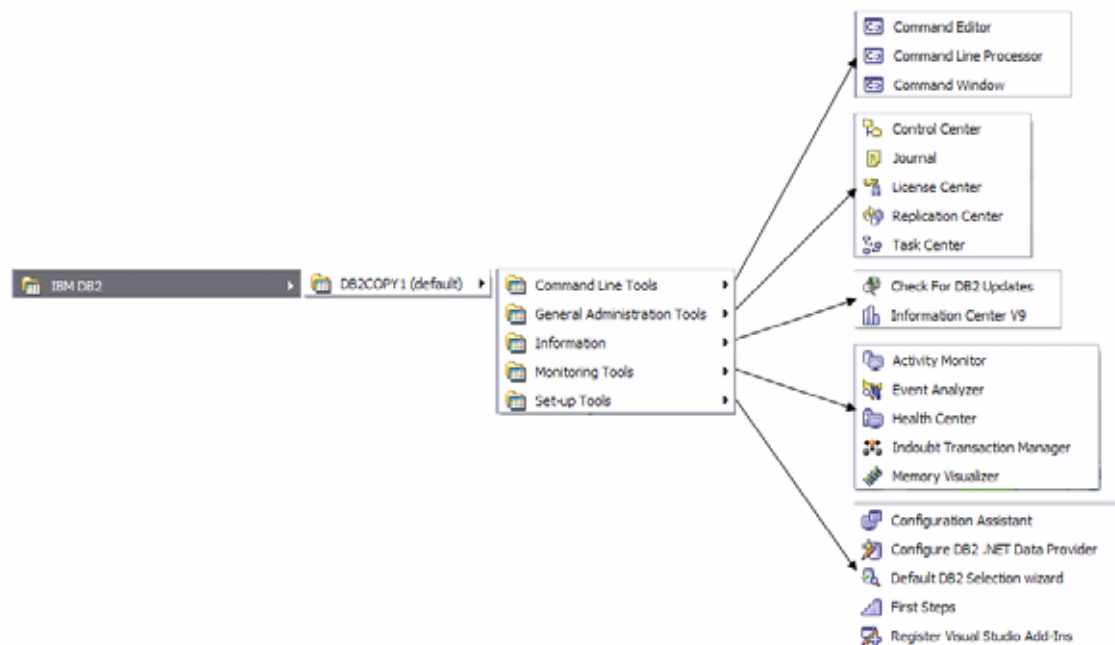 IBM DB2
DB2COPY1 (default)
Command Line Tools
General Administration Tools
Information
Monitoring Tools
Set-up Tools
Command Editor
Command Line Processor
Command Window
Control Center
Journal
License Center
Replication Center
Task Center
Check For DB2 Updates
Information Center V9
Activity Monitor
Event Analyzer
Health Center
Indoubt Transaction Manager
Memory Visualizer
Configuration Assistant
Configure DB2 .NET Data Provider
Default DB2 Selection wizard
First Steps
Register Visual Studio Add-Ins